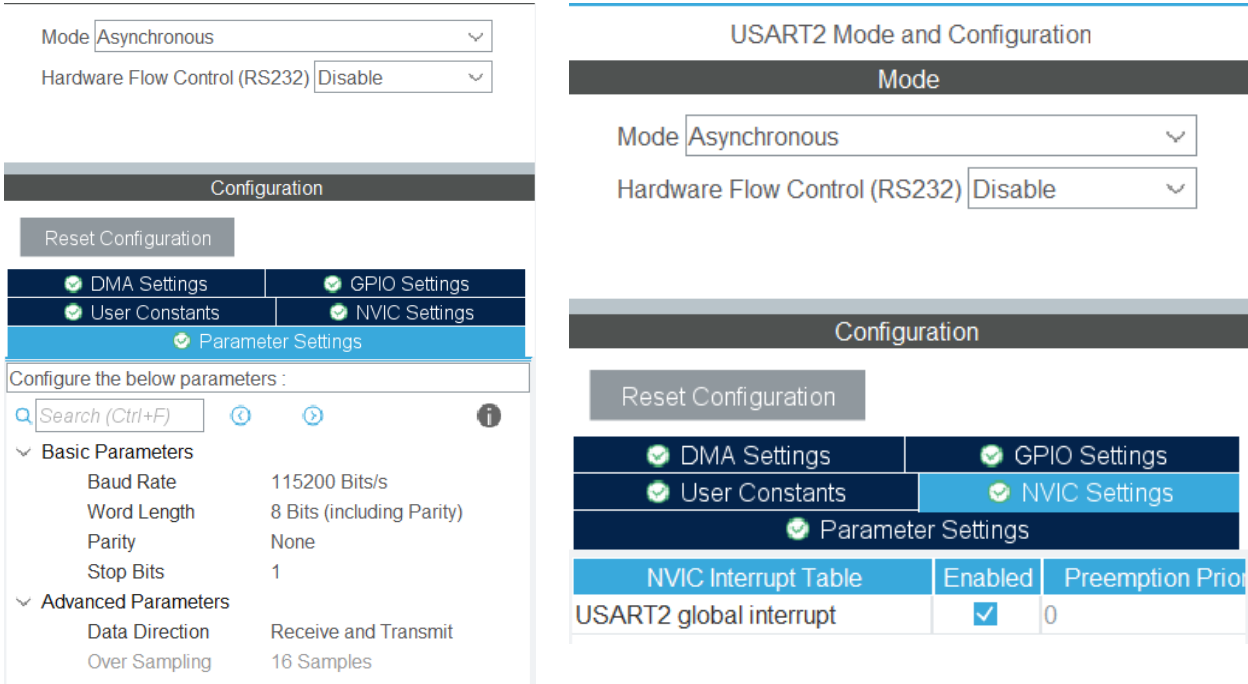 Mode Asynchronous
Hardware Flow Control (RS232) Disable
Configuration
Reset Configuration
DMA Settings GPIO Settings
User Constants NVIC Settings
Parameter Settings
Configure the below parameters :
Search (Ctrl+F)
Basic Parameters
Baud Rate 115200 Bits/s
Word Length 8 Bits (including Parity)
Parity None
Stop Bits 1
Advanced Parameters
Data Direction Receive and Transmit
Over Sampling 16 Samples
USART2 Mode and Configuration
Mode
Mode Asynchronous
Hardware Flow Control (RS232) Disable
Configuration
Reset Configuration
DMA Settings GPIO Settings
User Constants NVIC Settings
Parameter Settings
NVIC Interrupt Table Enabled Preemption Prior
USART2 global interrupt 0